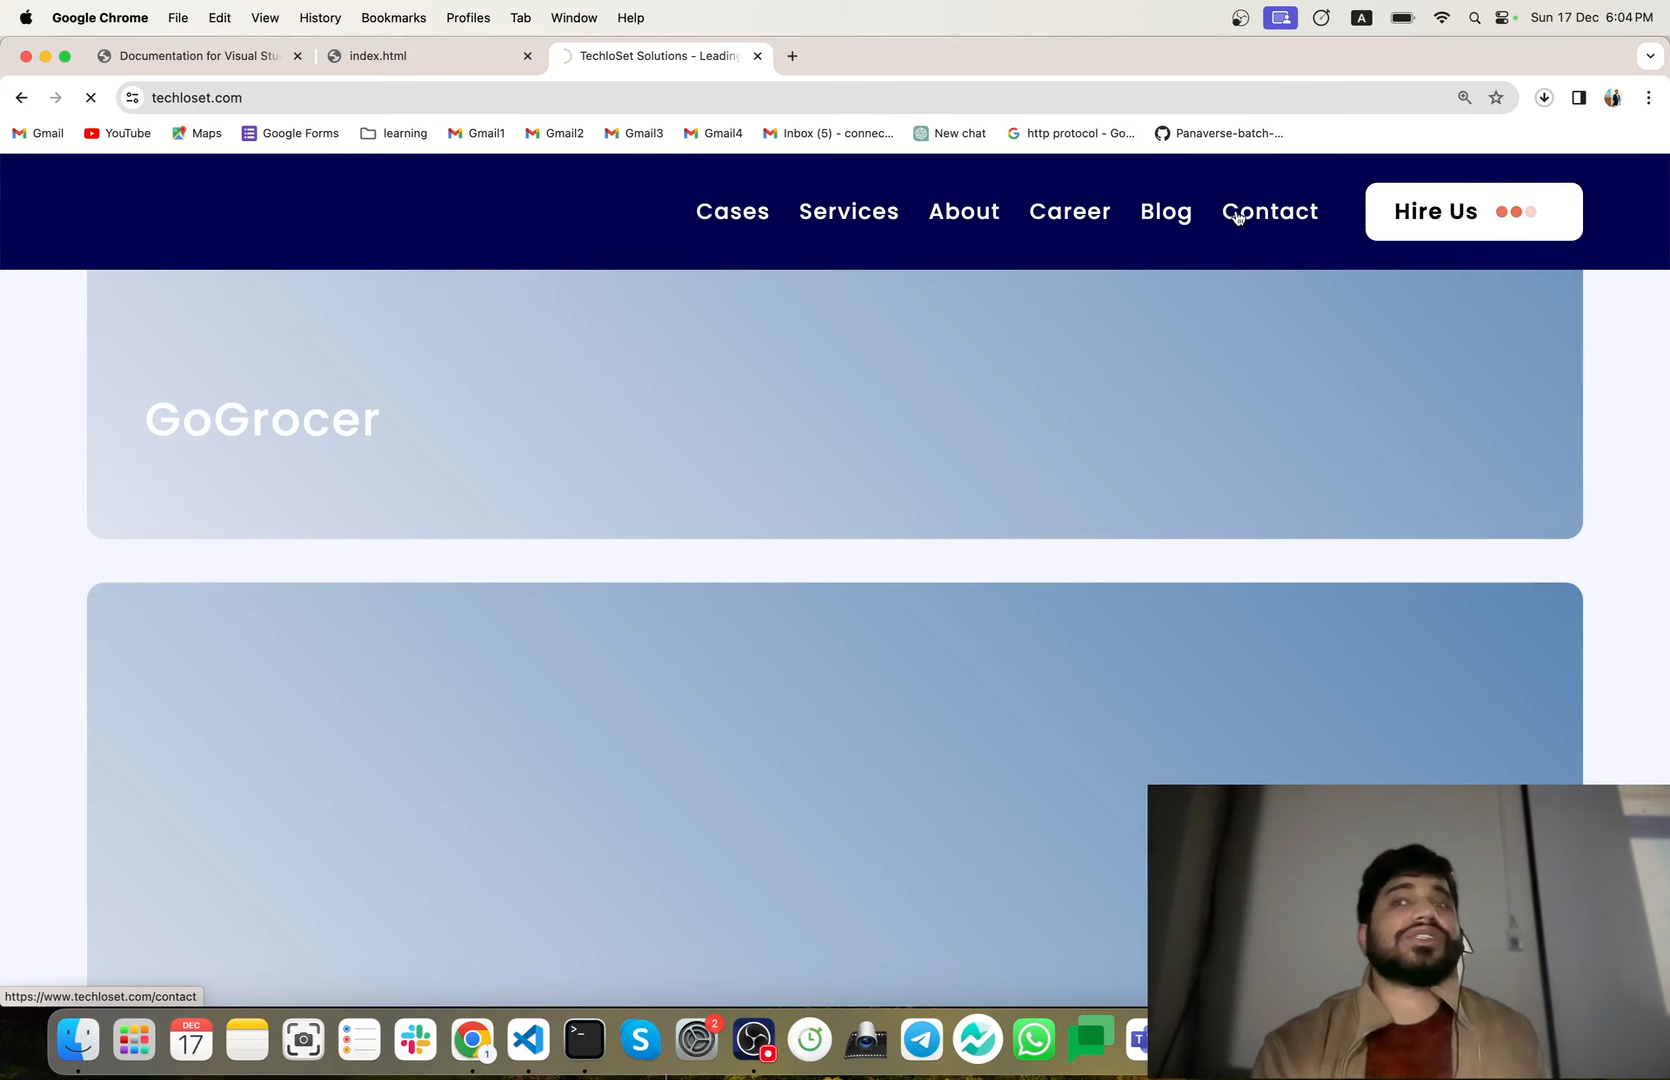 Google Chrome File Edit View History Bookmarks Profiles Tab Window Help A Sun 17 Dec 6:04 PM
Documentation for Visual Stu index.html TechloSet Solutions - Leading
techloset.com
Gmail YouTube Maps Google Forms learning Gmail1 Gmail2 Gmail3 Gmail4 Inbox (5) - connec... New chat http protocol - Go... Panaverse-batch-...
Cases Services About Career Blog Contact Hire Us
GoGrocer
https://www.techloset.com/contact
DEC
17
2
1